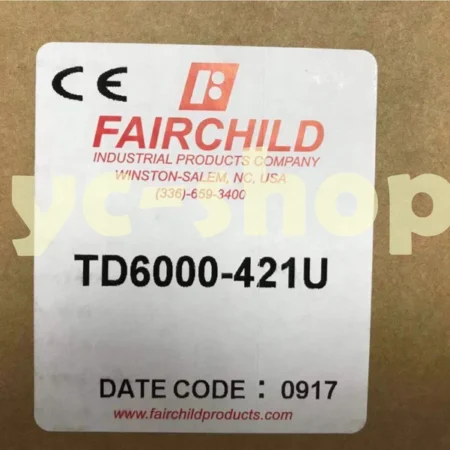 CE
FAIRCHILD
INDUSTRIAL PRODUCTS COMPANY
WINSTON-SALEM, NC, USA
(336)-659-3400
yc-shop
TD6000-421U
DATE CODE : 0917
www.fairchildproducts.com